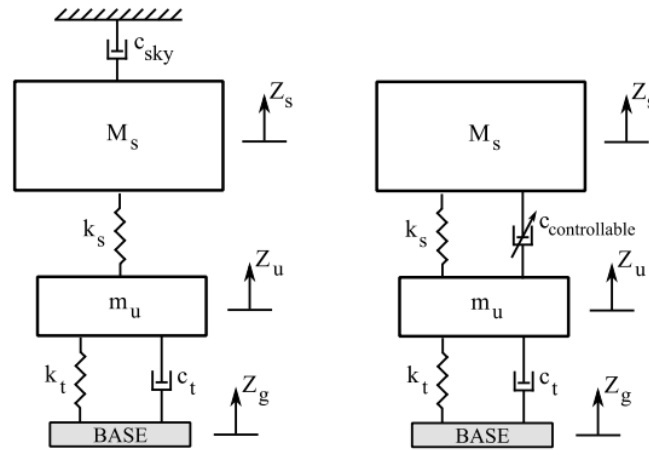 c_sky
Z_s
M_s
k_s
Z_u
m_u
k_t
c_t
Z_g
BASE
Z_s
M_s
k_s
c_controllable
Z_u
m_u
k_t
c_t
Z_g
BASE